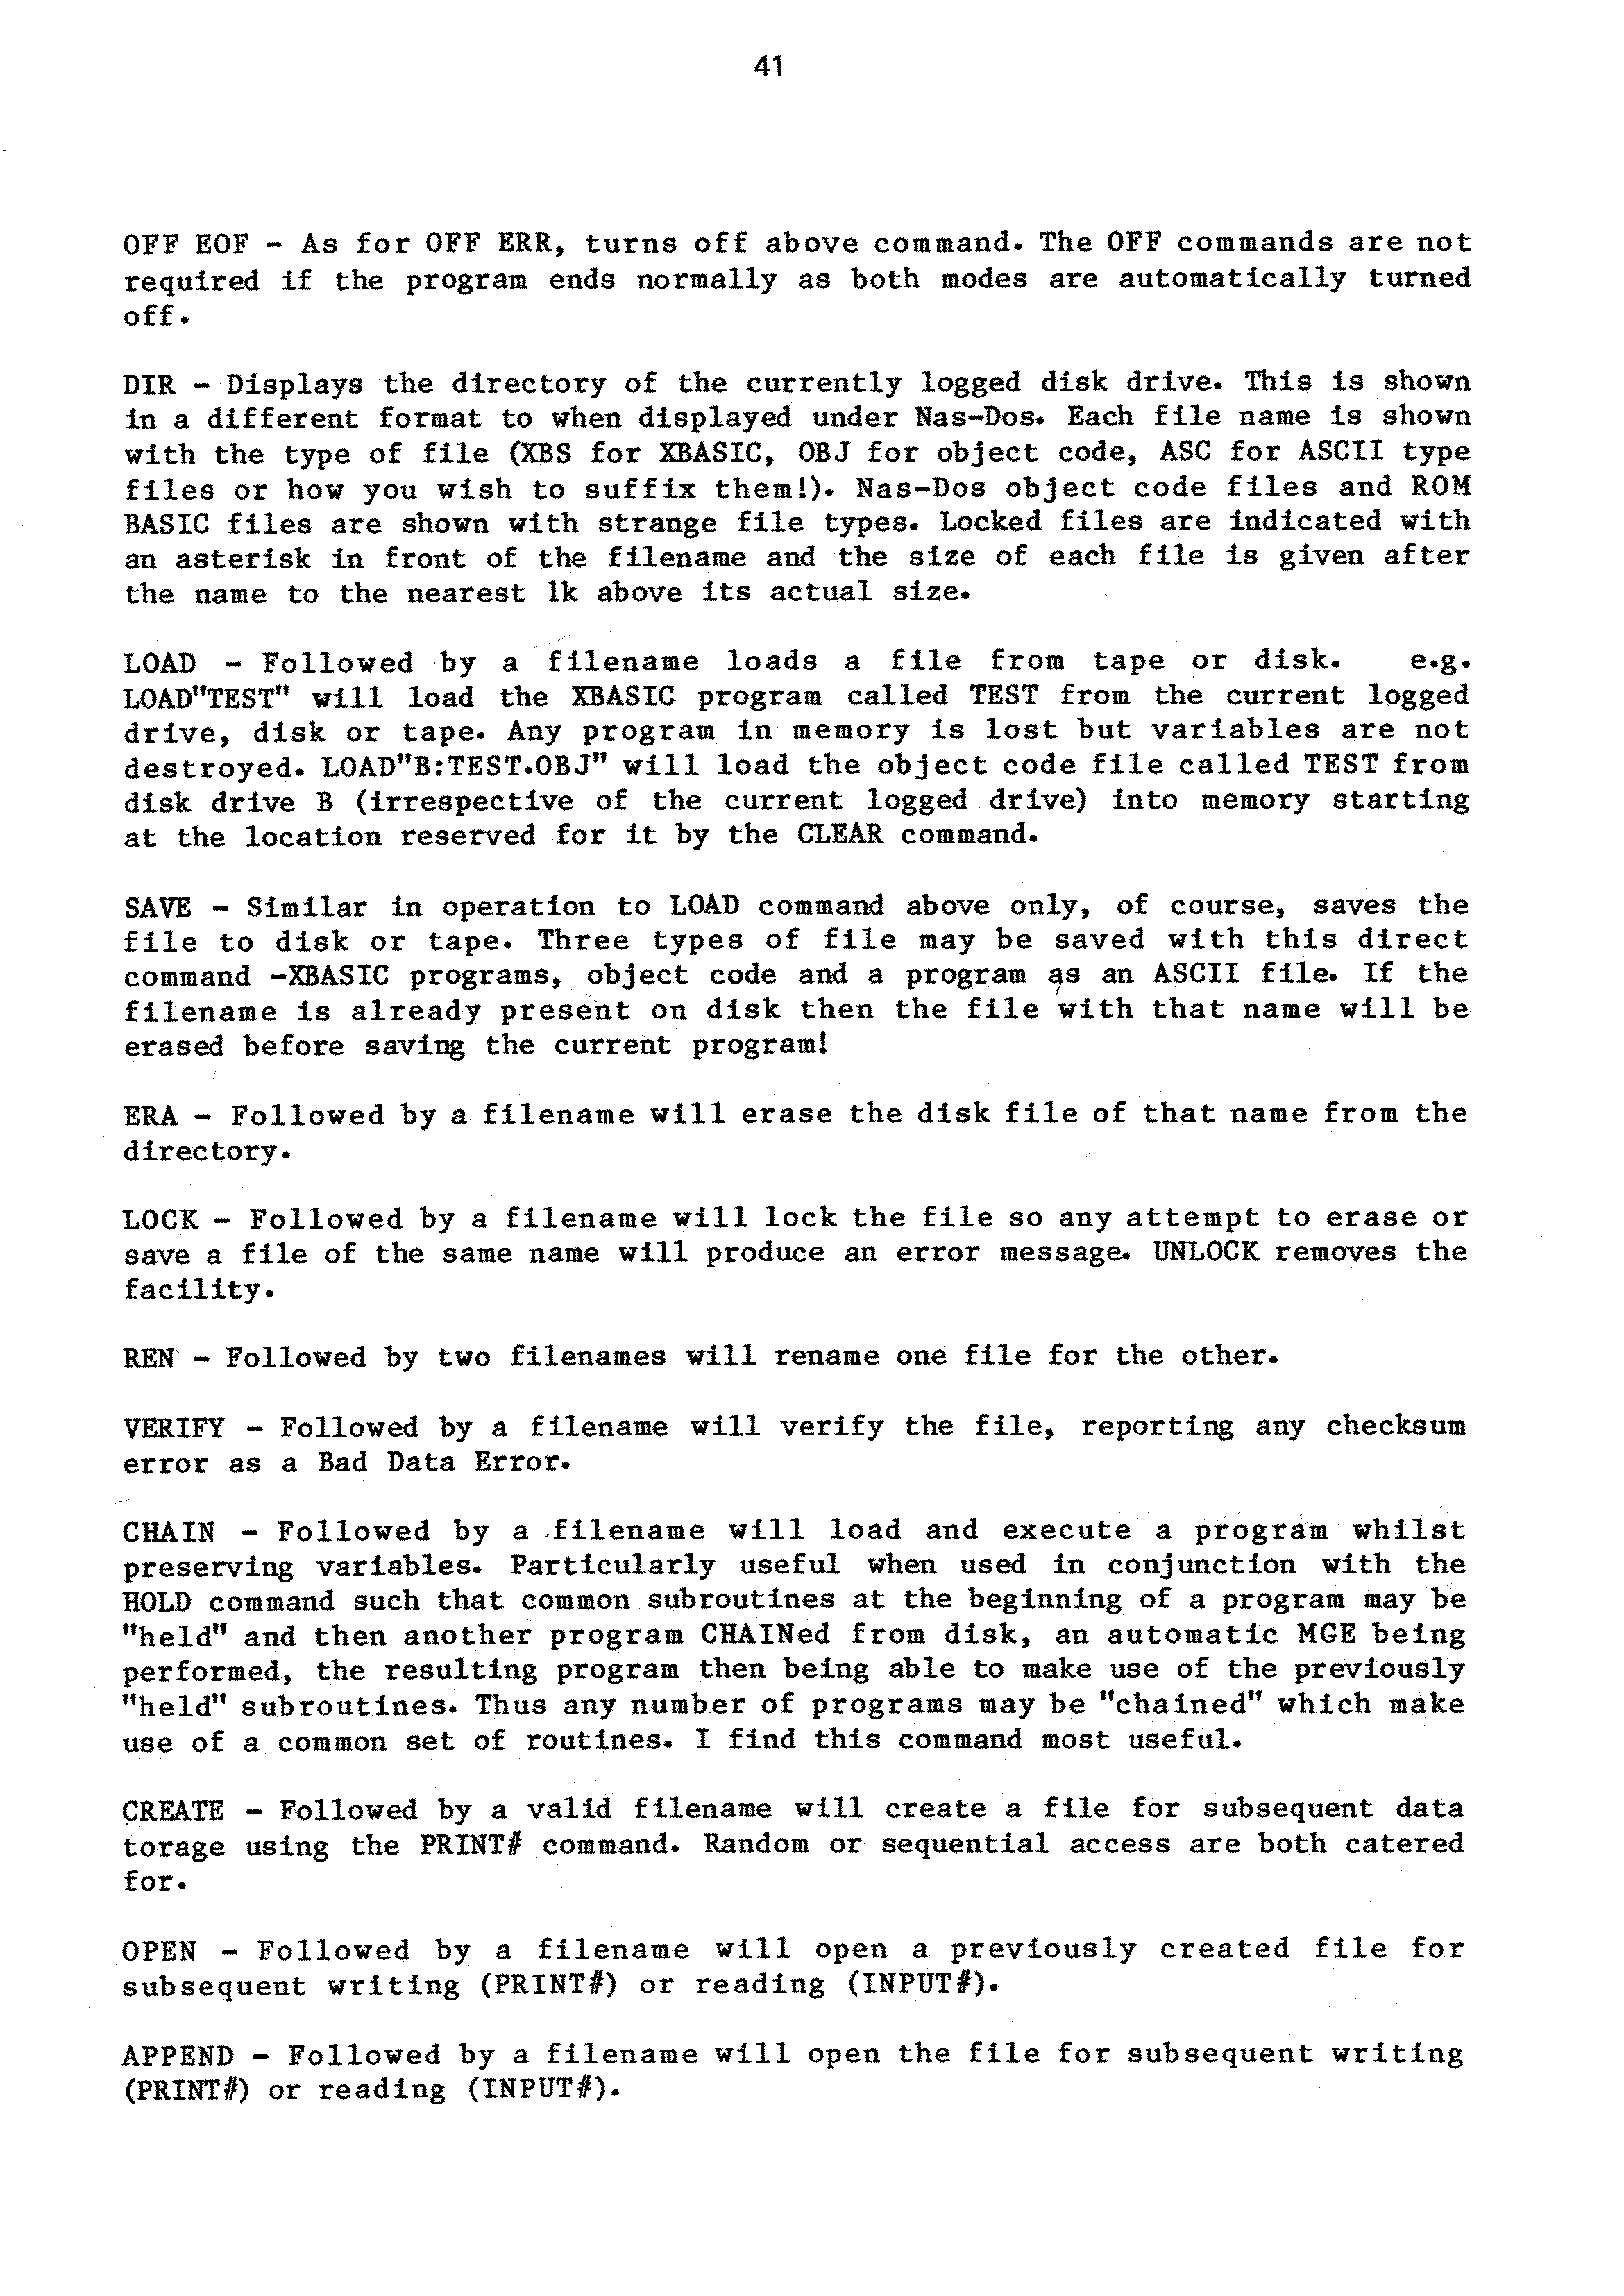 41
OFF EOF - As for OFF ERR, turns off above command. The OFF commands are not
required if the program ends normally as both modes are automatically turned
off.
DIR - Displays the directory of the currently logged disk drive. This is shown
in a different format to when displayed under Nas-Dos. Each file name is shown
with the type of file (XBS for XBASIC, OBJ for object code, ASC for ASCII type
files or how you wish to suffix them!). Nas-Dos object code files and ROM
BASIC files are shown with strange file types. Locked files are indicated with
an asterisk in front of the filename and the size of each file is given after
the name to the nearest 1k above its actual size.
LOAD - Followed by a filename loads a file from tape or disk. e.g.
LOAD"TEST" will load the XBASIC program called TEST from the current logged
drive, disk or tape. Any program in memory is lost but variables are not
destroyed. LOAD"B:TEST.OBJ" will load the object code file called TEST from
disk drive B (irrespective of the current logged drive) into memory starting
at the location reserved for it by the CLEAR command.
SAVE - Similar in operation to LOAD command above only, of course, saves the
file to disk or tape. Three types of file may be saved with this direct
command -XBASIC programs, object code and a program as an ASCII file. If the
filename is already present on disk then the file with that name will be
erased before saving the current program!
ERA - Followed by a filename will erase the disk file of that name from the
directory.
LOCK - Followed by a filename will lock the file so any attempt to erase or
save a file of the same name will produce an error message. UNLOCK removes the
facility.
REN - Followed by two filenames will rename one file for the other.
VERIFY - Followed by a filename will verify the file, reporting any checksum
error as a Bad Data Error.
CHAIN - Followed by a filename will load and execute a program whilst
preserving variables. Particularly useful when used in conjunction with the
HOLD command such that common subroutines at the beginning of a program may be
"held" and then another program CHAINed from disk, an automatic MGE being
performed, the resulting program then being able to make use of the previously
"held" subroutines. Thus any number of programs may be "chained" which make
use of a common set of routines. I find this command most useful.
CREATE - Followed by a valid filename will create a file for subsequent data
torage using the PRINT# command. Random or sequential access are both catered
for.
OPEN - Followed by a filename will open a previously created file for
subsequent writing (PRINT#) or reading (INPUT#).
APPEND - Followed by a filename will open the file for subsequent writing
(PRINT#) or reading (INPUT#).